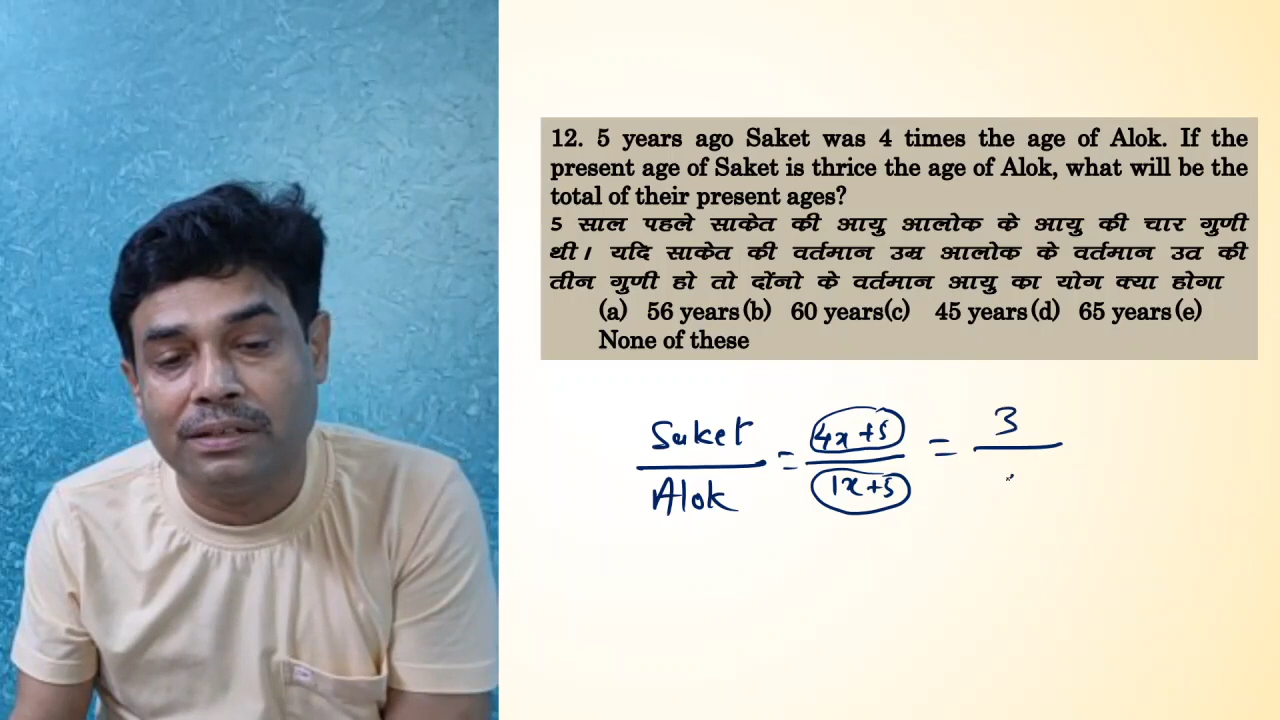 12. 5 years ago Saket was 4 times the age of Alok. If the
present age of Saket is thrice the age of Alok, what will be the
total of their present ages?
5 साल पहले साकेत की आयु आलोक के आयु की चार गुणी
थी। यदि साकेत की वर्तमान उम्र आलोक के वर्तमान उव्र की
तीन गुणी हो तो दोंनो के वर्तमान आयु का योग क्या होगा
(a) 56 years (b) 60 years(c) 45 years (d) 65 years (e)
None of these
Saket / Alok = 4x+5 / 1x+5 = 3